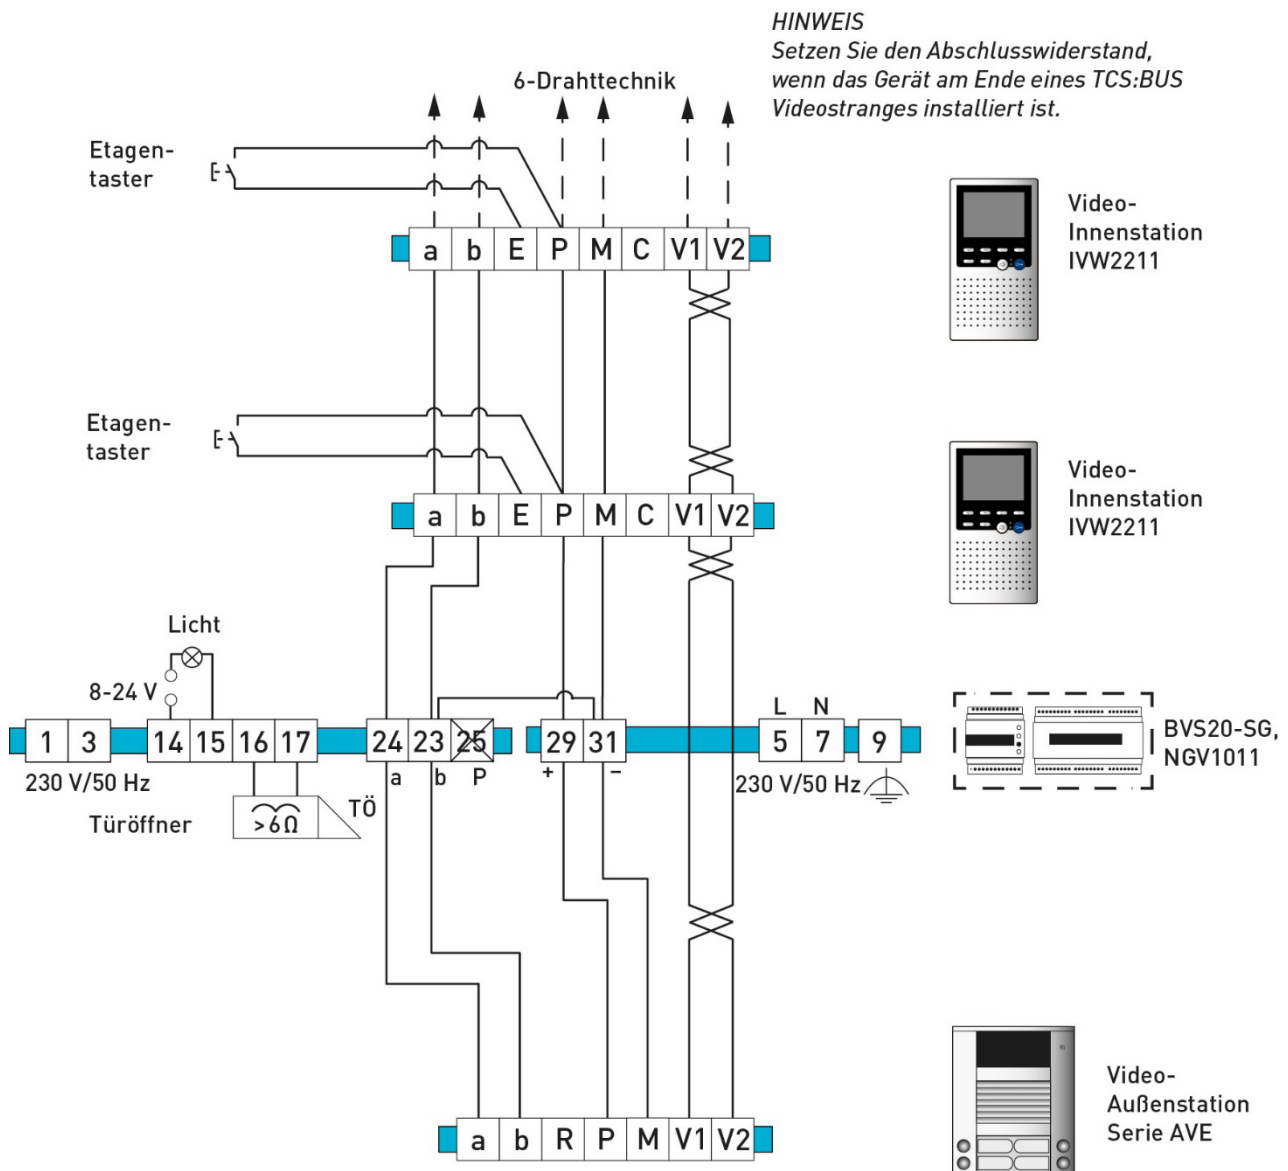 HINWEIS
Setzen Sie den Abschlusswiderstand,
wenn das Gerät am Ende eines TCS:BUS
Videostranges installiert ist.
6-Drahttechnik
Etagen-
taster
a b E P M C V1 V2
Video-
Innenstation
IVW2211
Etagen-
taster
a b E P M C V1 V2
Video-
Innenstation
IVW2211
Licht
8-24 V
L N
1 3 14 15 16 17 24 23 25 29 31 5 7 9
a b P + −
230 V/50 Hz
230 V/50 Hz
BVS20-SG,
NGV1011
Türöffner
>6Ω
TÖ
a b R P M V1 V2
Video-
Außenstation
Serie AVE